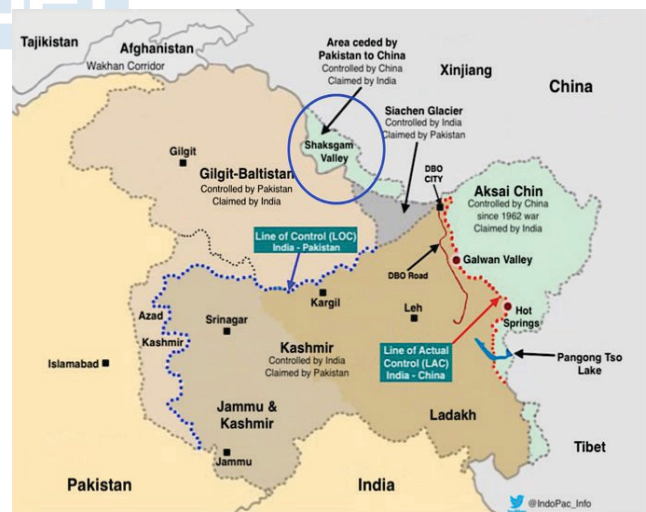 Tajikistan
Afghanistan
Wakhan Corridor
Area ceded by
Pakistan to China
Controlled by China
Claimed by India
Xinjiang
China
Siachen Glacier
Controlled by India
Claimed by Pakistan
Shaksgam
Valley
Gilgit
Gilgit-Baltistan
Controlled by Pakistan
Claimed by India
DBO
CITY
Aksai Chin
Controlled by China
since 1962 war
Claimed by India
Line of Control (LOC)
India - Pakistan
Galwan Valley
DBO Road
Kargil
Leh
Hot
Springs
Azad
Kashmir
Srinagar
Islamabad
Kashmir
Controlled by India
Claimed by Pakistan
Line of Actual
Control (LAC)
India - China
Pangong Tso
Lake
Jammu &
Kashmir
Ladakh
Jammu
Tibet
Pakistan
India
@IndoPac_Info